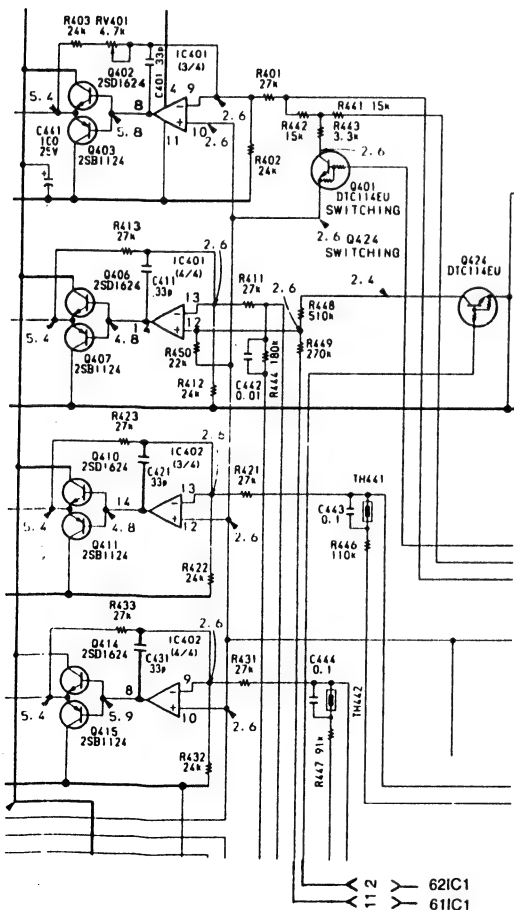 R403
24k
RV401
4.7k
Q402
2SD1624
C401 33p
IC401
(3/4)
5.4
8
4
9
10
11
2.6
2.6
5.8
Q403
2SB1124
C441
100
25V
R401
27k
R402
24k
R442
15k
R441 15k
R443
3.3k
2.6
Q401
DTC114EU
SWITCHING
2.6
Q424
SWITCHING
R413
27k
Q406
2SD1624
C411
33p
IC401
(4/4)
2.6
13
12
5.4
4.8
Q407
2SB1124
R450
22k
R412
24k
R411
27k
2.6
C442
0.01
R444 180k
R448
510k
R449
270k
2.4
Q424
DTC114EU
R423
27k
Q410
2SD1624
C421
33p
IC402
(3/4)
2.6
14
13
12
5.4
4.8
Q411
2SB1124
R421
27k
R422
24k
2.6
C443
0.1
TH441
R446
110k
R433
27k
Q414
2SD1624
C431
33p
IC402
(4/4)
2.6
8
9
10
5.4
5.9
Q415
2SB1124
R431
27k
R432
24k
2.6
C444
0.1
TH442
R447 91k
112 62IC1
111 61IC1